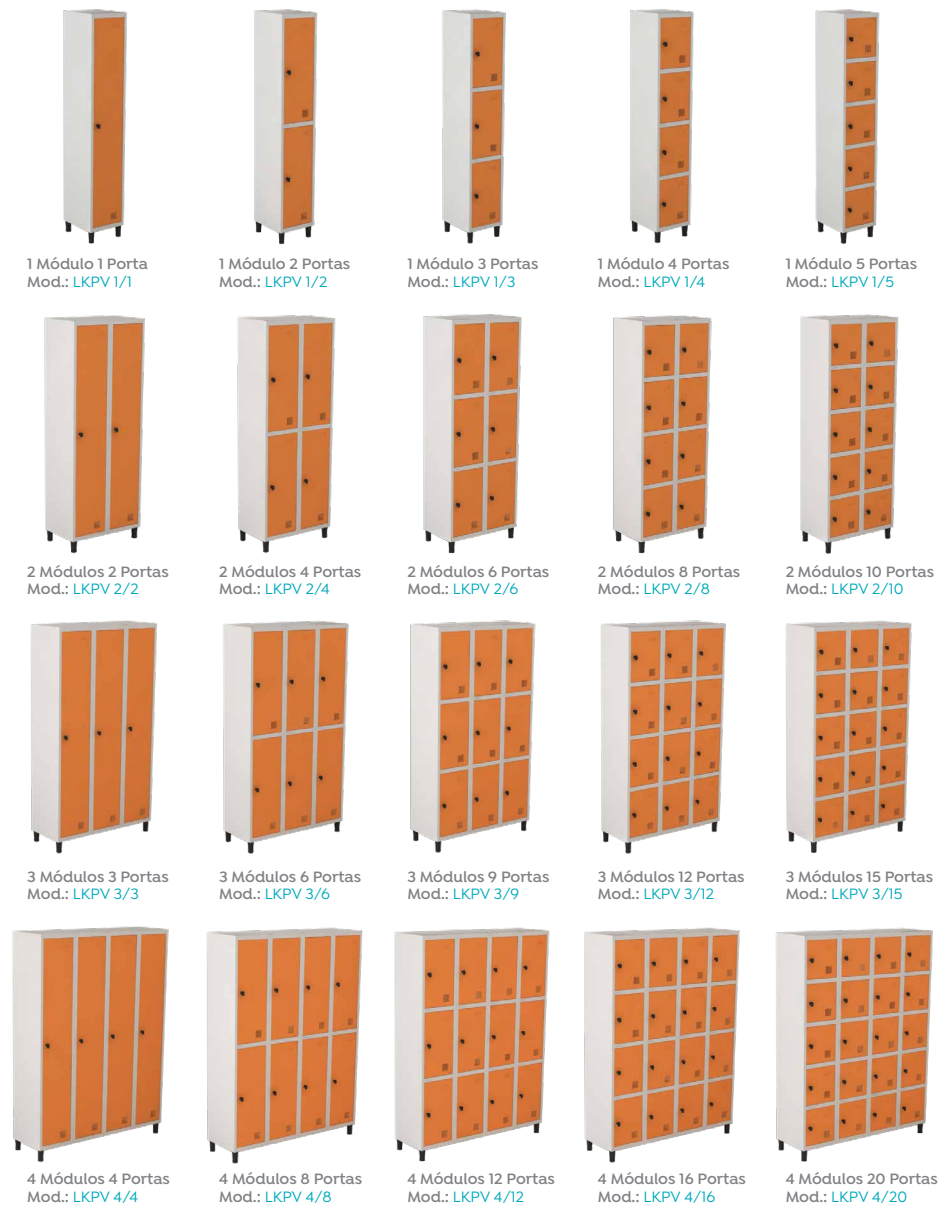 1 Módulo 1 Porta
Mod.: LKPV 1/1
1 Módulo 2 Portas
Mod.: LKPV 1/2
1 Módulo 3 Portas
Mod.: LKPV 1/3
1 Módulo 4 Portas
Mod.: LKPV 1/4
1 Módulo 5 Portas
Mod.: LKPV 1/5
2 Módulos 2 Portas
Mod.: LKPV 2/2
2 Módulos 4 Portas
Mod.: LKPV 2/4
2 Módulos 6 Portas
Mod.: LKPV 2/6
2 Módulos 8 Portas
Mod.: LKPV 2/8
2 Módulos 10 Portas
Mod.: LKPV 2/10
3 Módulos 3 Portas
Mod.: LKPV 3/3
3 Módulos 6 Portas
Mod.: LKPV 3/6
3 Módulos 9 Portas
Mod.: LKPV 3/9
3 Módulos 12 Portas
Mod.: LKPV 3/12
3 Módulos 15 Portas
Mod.: LKPV 3/15
4 Módulos 4 Portas
Mod.: LKPV 4/4
4 Módulos 8 Portas
Mod.: LKPV 4/8
4 Módulos 12 Portas
Mod.: LKPV 4/12
4 Módulos 16 Portas
Mod.: LKPV 4/16
4 Módulos 20 Portas
Mod.: LKPV 4/20